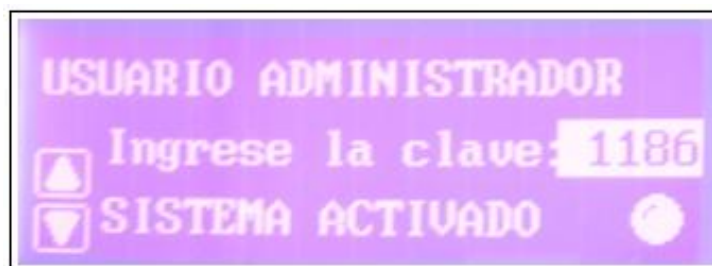 USUARIO ADMINISTRADOR
Ingrese la clave: 1186
SISTEMA ACTIVADO